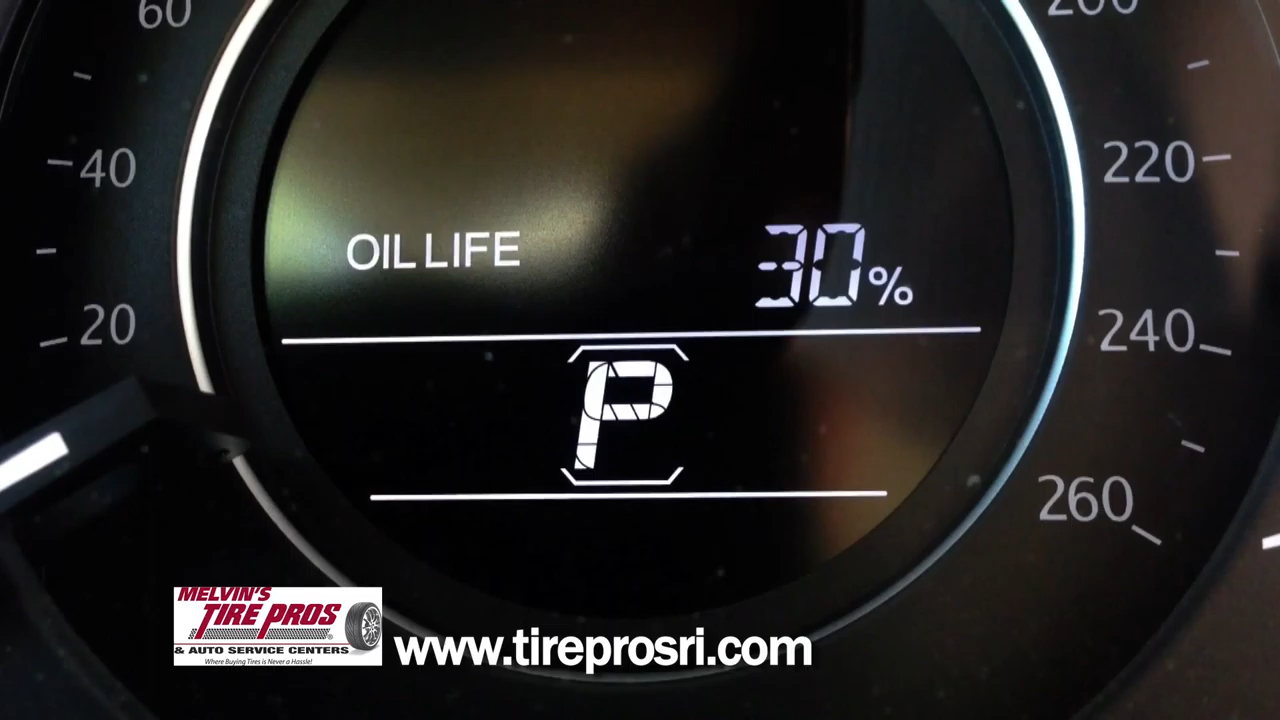 60
200
40
220
OIL LIFE 30%
20
240
P
260
MELVIN'S
TIRE PROS
& AUTO SERVICE CENTERS
Where Buying Tires is Never a Hassle!
www.tireprosri.com